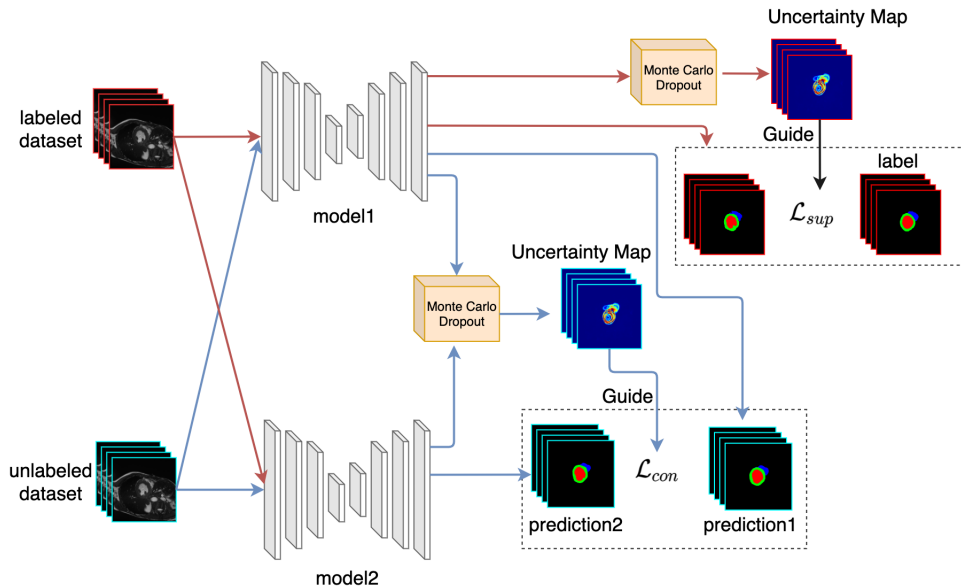 Uncertainty Map
Monte Carlo
Dropout
labeled
dataset
Guide
label
model1
ℒsup
Uncertainty Map
Monte Carlo
Dropout
Guide
unlabeled
dataset
ℒcon
prediction2
prediction1
model2